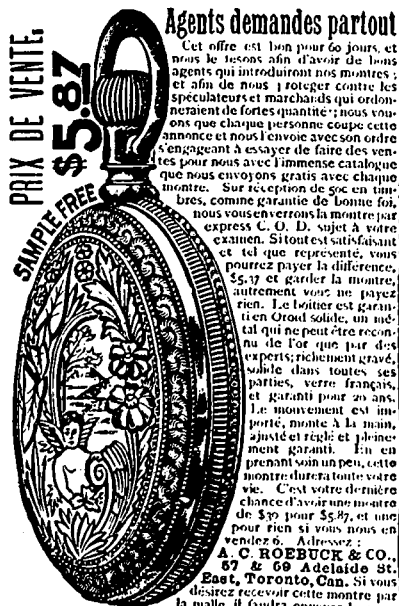 PRIX DE VENTE,
$5.87
SAMPLE FREE
Agents demandes partout
Cet offre est bon pour 60 jours, et
nous le fesons afin d'avoir de bons
agents qui introduiront nos montres ;
et afin de nous proteger contre les
spéculateurs et marchands qui ordon-
neraient de fortes quantité; nous vou-
ons que chaque personne coupe cette
annonce et nous l'envoie avec son ordre
s'engageant à essayer de faire des ven-
tes pour nous avec l'immense catalogue
que nous envoyons gratis avec chaque
montre. Sur réception de 50c en tim-
bres, comme garantie de bonne foi,
nous vous enverrons la montre par
express C. O. D. sujet à votre
examen. Si tout est satisfaisant
et tel que représenté, vous
pourrez payer la différence,
$5.37 et garder la montre,
autrement vous ne payez
rien. Le boîtier est garan-
ti en Oroid solide, un mé-
tal qui ne peut être recon-
nu de l'or que par des
experts; richement gravé,
solide dans toutes ses
parties, verre français,
et garanti pour 20 ans.
Le mouvement est im-
porté, monte à la main,
ajusté et réglé et pleine-
ment garanti. En en
prenant soin un peu, cette
montre durera toute votre
vie. C'est votre dernière
chance d'avoir une montre
de $30 pour $5.87, et une
pour rien si vous nous en
vendez 6. Adressez :
A. C. ROEBUCK & CO.,
57 & 59 Adelaide St.
East, Toronto, Can. Si vous
désirez recevoir cette montre par
la malle, il faudra